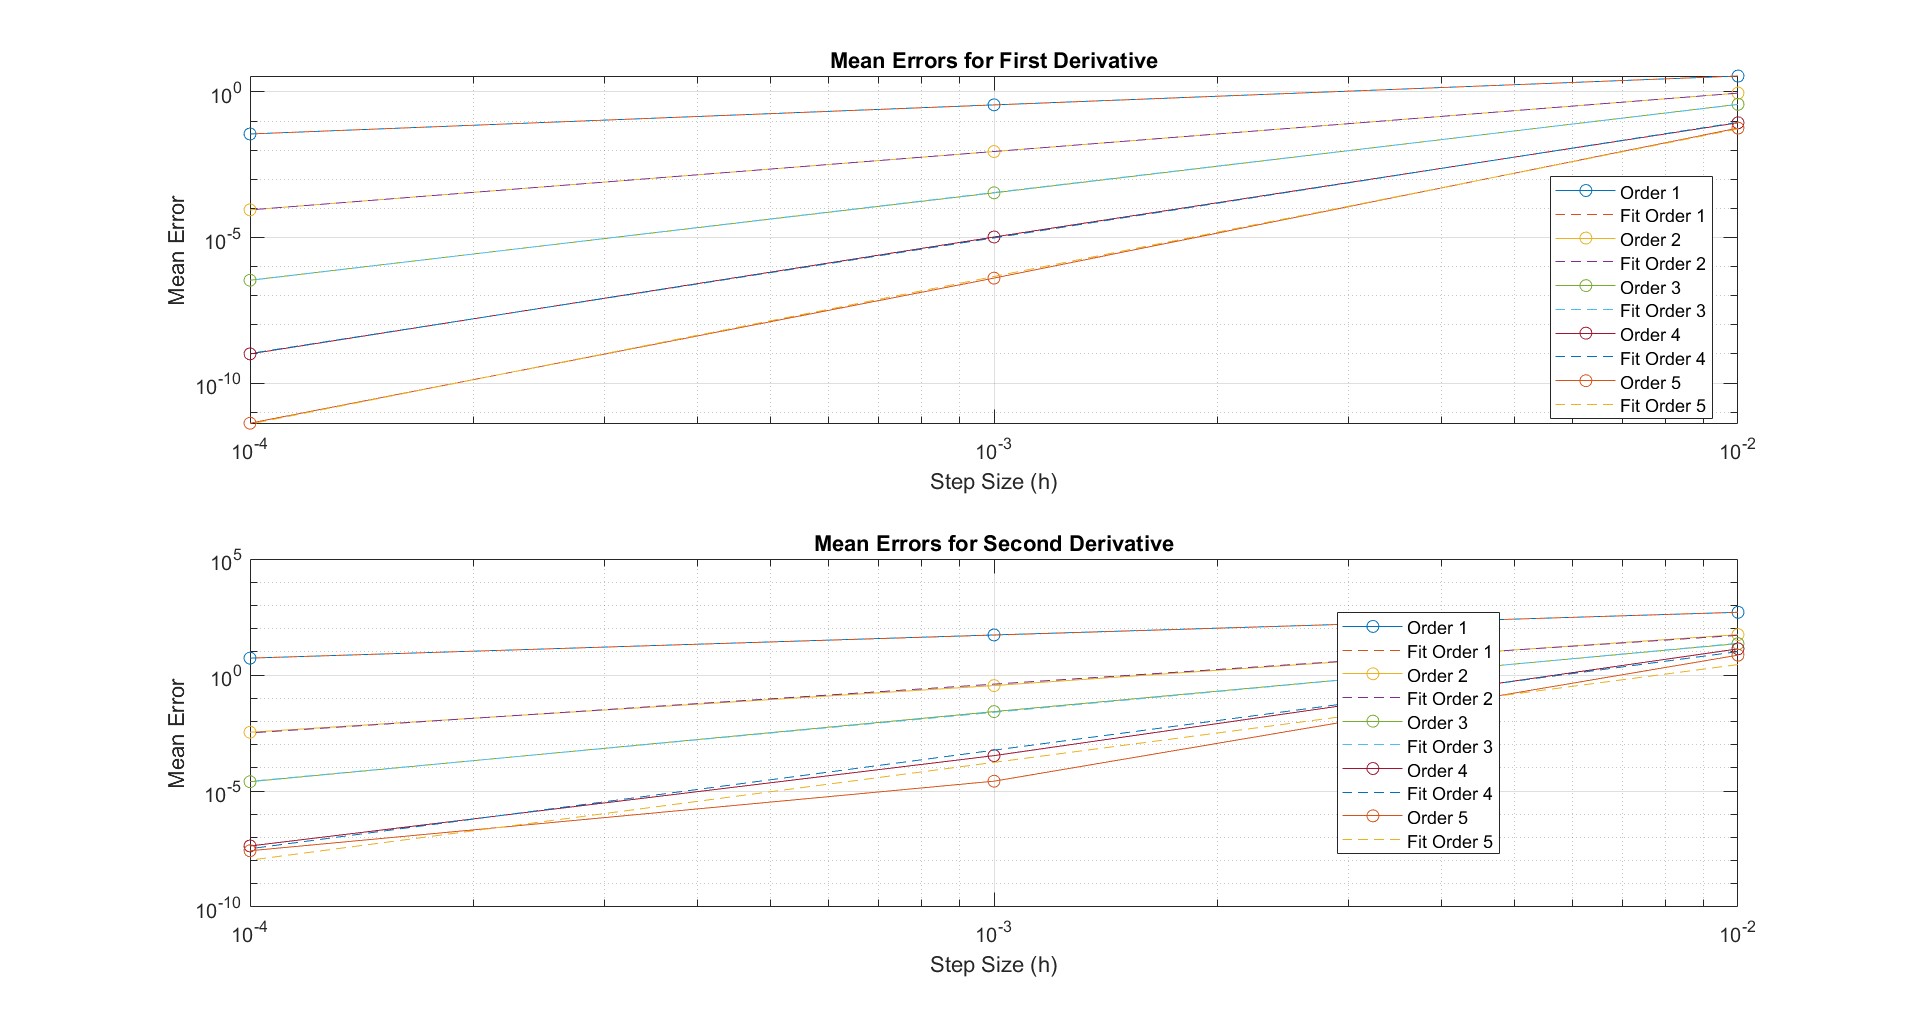 Mean Errors for First Derivative
10^0
10^-5
10^-10
Mean Error
Order 1
Fit Order 1
Order 2
Fit Order 2
Order 3
Fit Order 3
Order 4
Fit Order 4
Order 5
Fit Order 5
10^-4 10^-3 10^-2
Step Size (h)
Mean Errors for Second Derivative
10^5
10^0
10^-5
10^-10
Mean Error
Order 1
Fit Order 1
Order 2
Fit Order 2
Order 3
Fit Order 3
Order 4
Fit Order 4
Order 5
Fit Order 5
10^-4 10^-3 10^-2
Step Size (h)